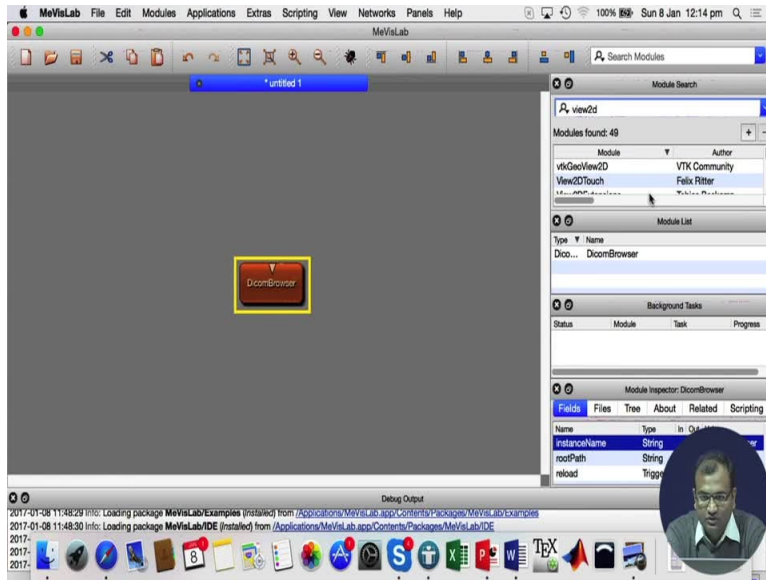 MeVisLab File Edit Modules Applications Extras Scripting View Networks Panels Help 100% Sun 8 Jan 12:14 pm
MeVisLab
Search Modules
* untitled 1
Module Search
view2d
Modules found: 49
Module Author
vtkGeoView2D VTK Community
View2DTouch Felix Ritter
Module List
Type Name
Dico... DicomBrowser
DicomBrowser
Background Tasks
Status Module Task Progress
Module Inspector: DicomBrowser
Fields Files Tree About Related Scripting
Name Type In
instanceName String
rootPath String
reload Trigge
Debug Output
2017-01-08 11:48:29 Info: Loading package MeVisLab/Examples (Installed) from /Applications/MeVisLab.app/Contents/Packages/MeVisLab/Examples
2017-01-08 11:48:30 Info: Loading package MeVisLab/IDE (Installed) from /Applications/MeVisLab.app/Contents/Packages/MeVisLab/IDE
2017-
2017-
2017-
8
TEX